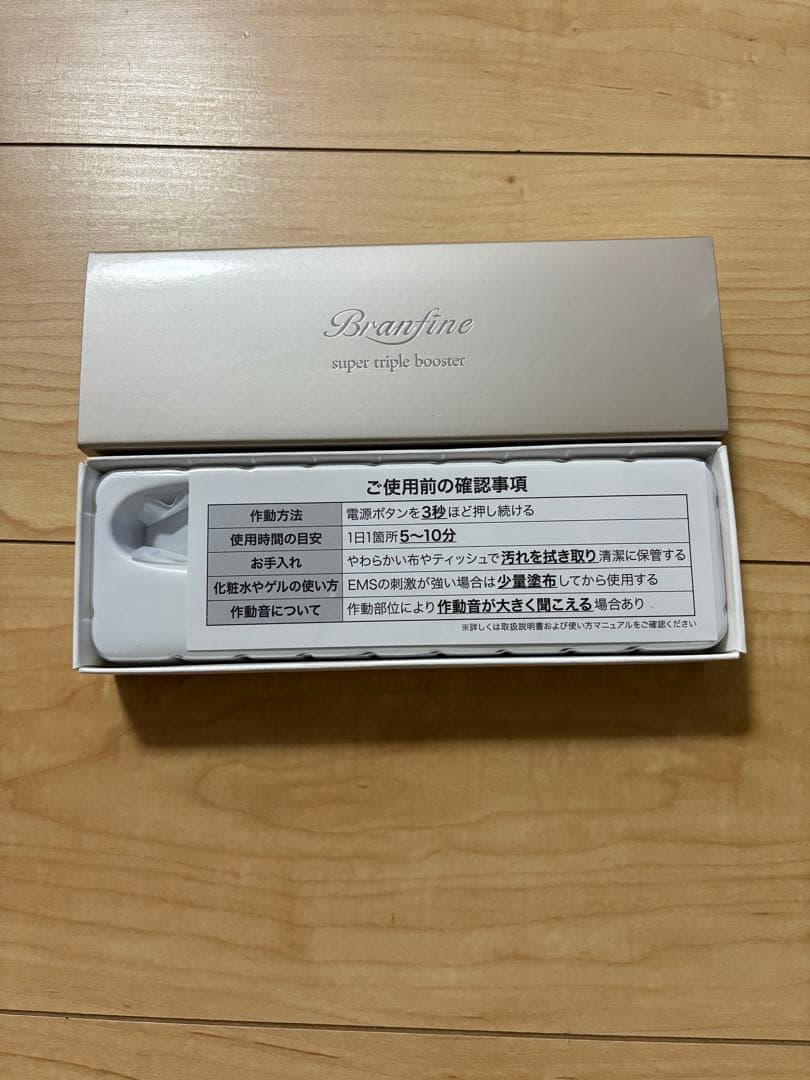 Branfine
super triple booster
ご使用前の確認事項
作動方法 電源ボタンを3秒ほど押し続ける
使用時間の目安 1日1箇所5〜10分
お手入れ やわらかい布やティッシュで汚れを拭き取り清潔に保管する
化粧水やゲルの使い方 EMSの刺激が強い場合は少量塗布してから使用する
作動音について 作動部位により作動音が大きく聞こえる場合あり
※詳しくは取扱説明書および使い方マニュアルをご確認ください